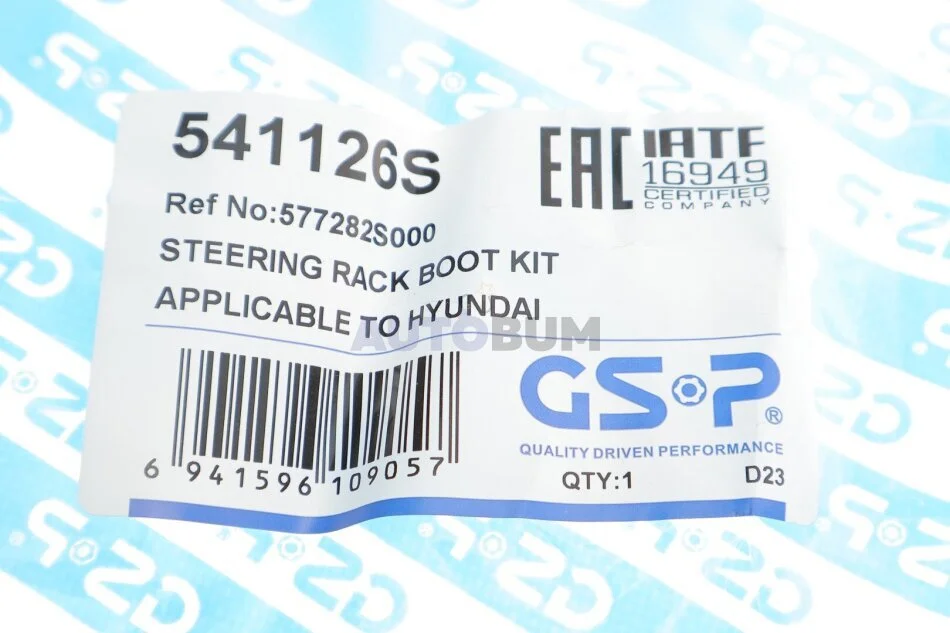 541126S
EAC
IATF
16949
CERTIFIED
COMPANY
Ref No:577282S000
STEERING RACK BOOT KIT
APPLICABLE TO HYUNDAI
AUTOBUM
GS·P®
QUALITY DRIVEN PERFORMANCE
QTY:1 D23
6 941596 109057